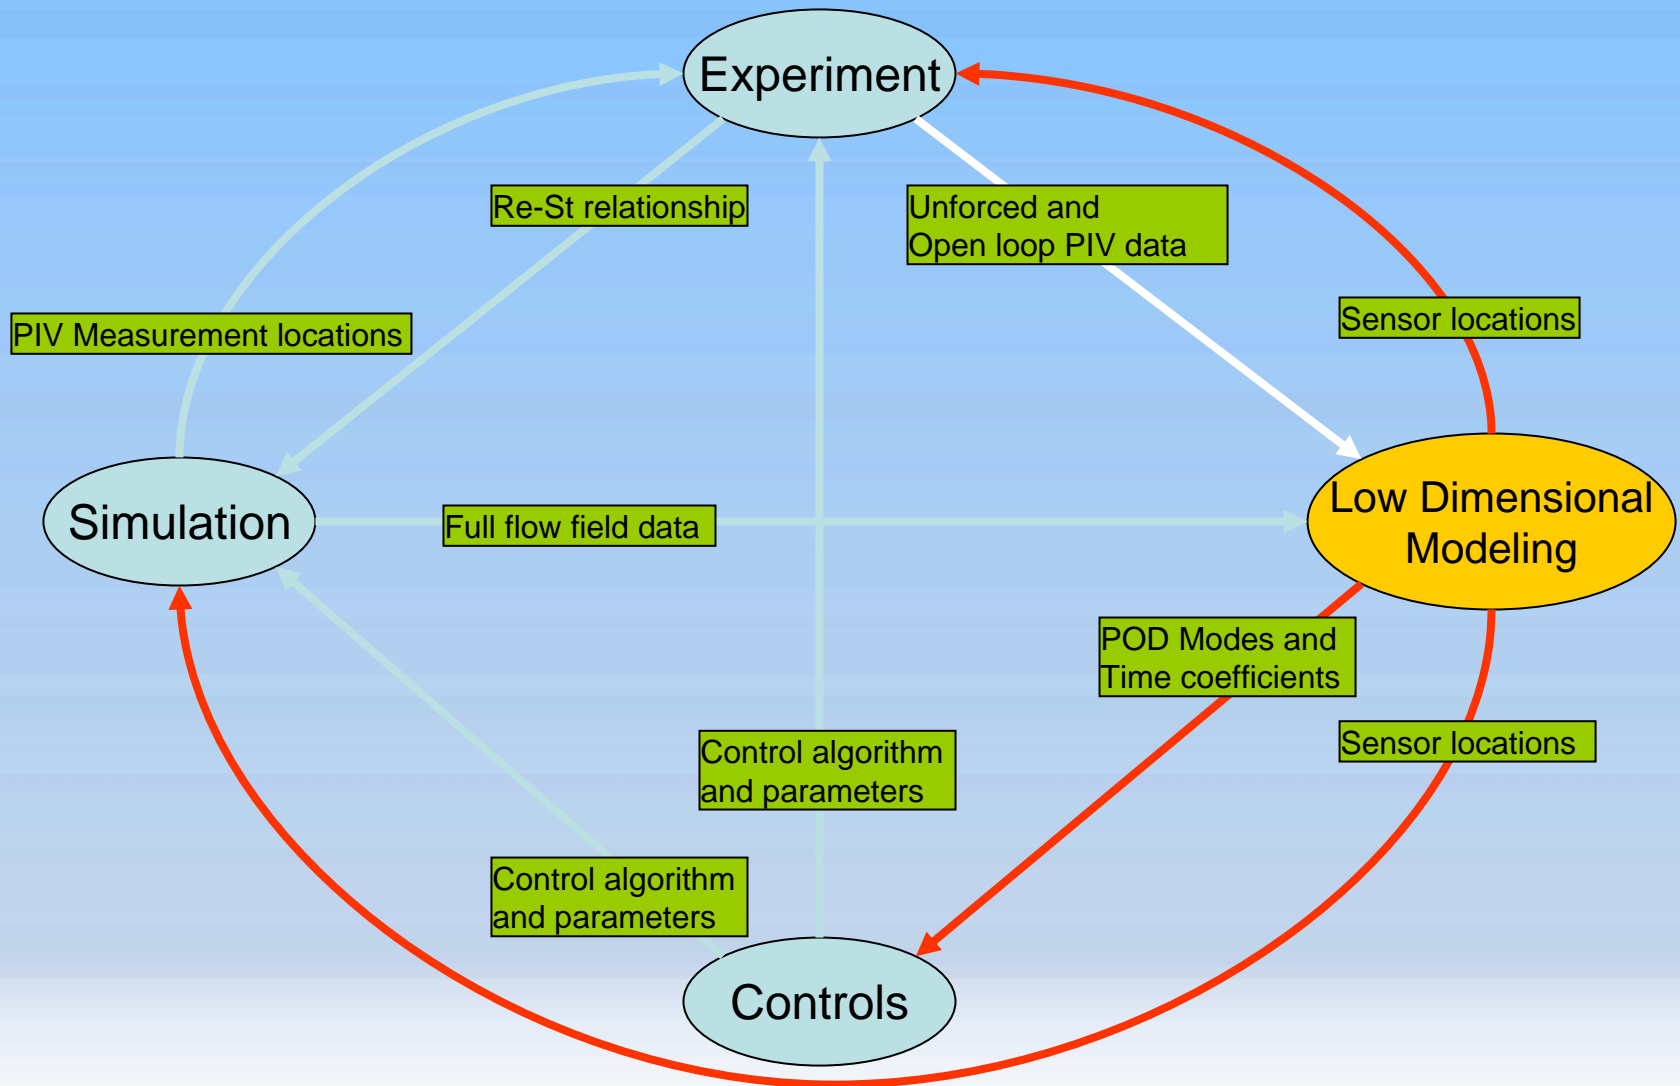 Experiment
Re-St relationship
Unforced and
Open loop PIV data
PIV Measurement locations
Sensor locations
Simulation
Full flow field data
Low Dimensional
Modeling
POD Modes and
Time coefficients
Control algorithm
and parameters
Sensor locations
Control algorithm
and parameters
Controls